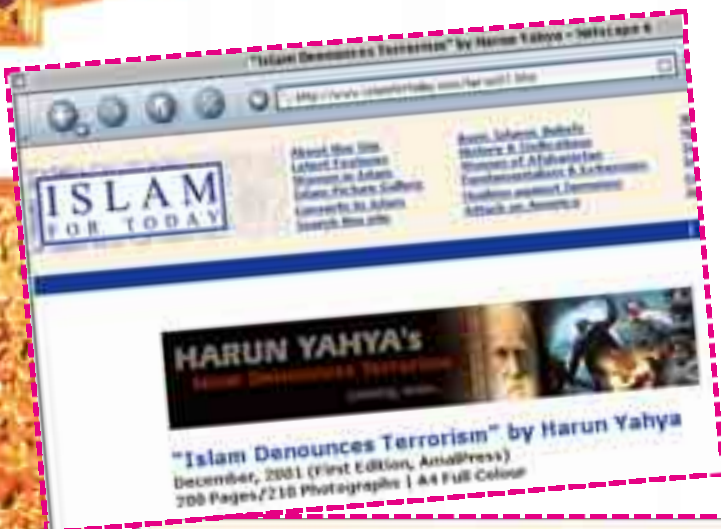 "Islam Denounces Terrorism" by Harun Yahya - Netscape 6
ISLAM
FOR TODAY
About this Site
Latest Features
Women in Islam
Islam Picture Gallery
Converts to Islam
Search this site
Basic Islamic Beliefs
History &
Women of Afghanistan
Fundamentalism & Extremism
Muslims against Terrorism
Attack on America
HARUN YAHYA's
Islam Denounces Terrorism
"Islam Denounces Terrorism" by Harun Yahya
December, 2001 (First Edition, AmalPress)
200 Pages/210 Photographs | A4 Full Colour